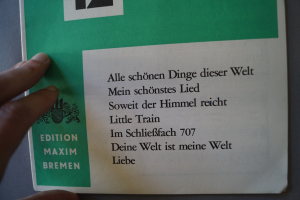 Alle schönen Dinge dieser Welt
Mein schönstes Lied
Soweit der Himmel reicht
Little Train
Im Schließfach 707
Deine Welt ist meine Welt
Liebe
EDITION
MAXIM
BREMEN